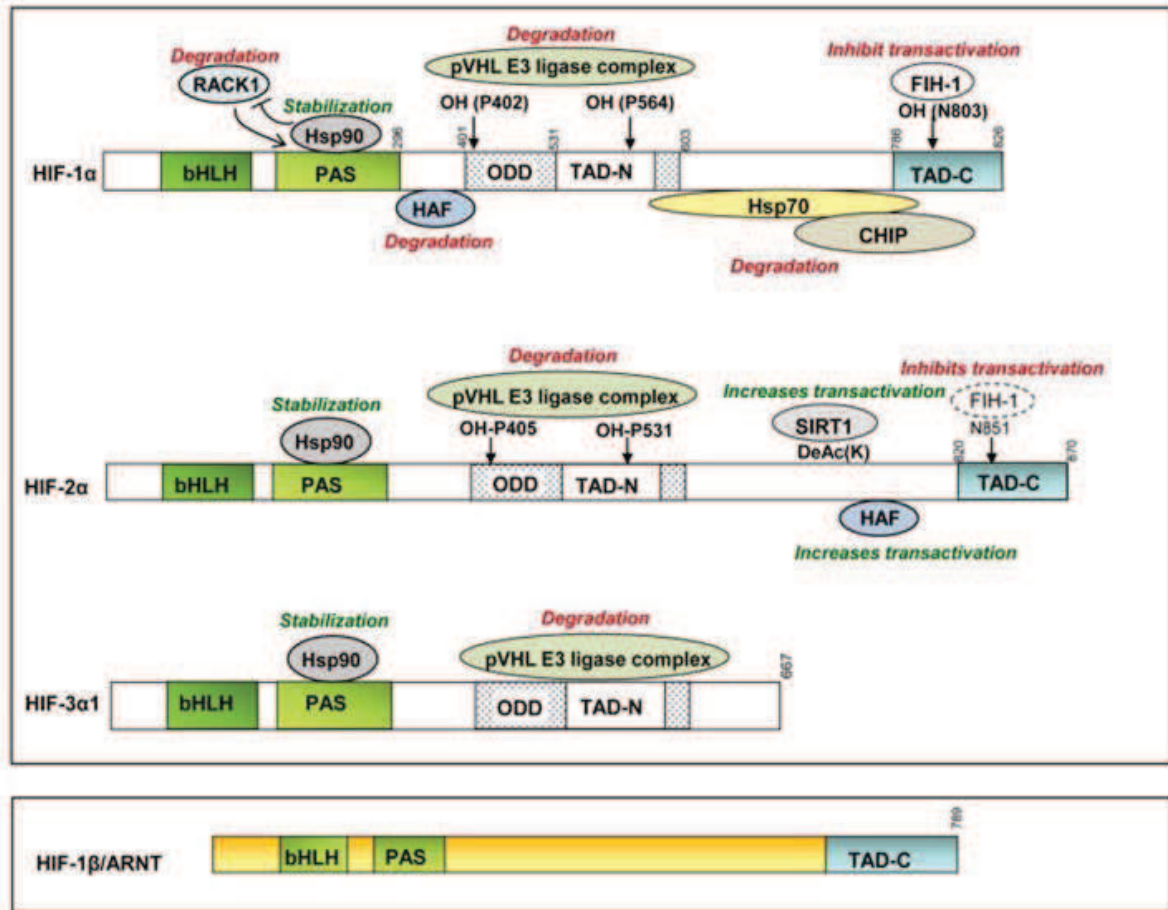 Degradation
RACK1
Stabilization
Hsp90
Degradation
pVHL E3 ligase complex
OH (P402)
OH (P564)
Inhibit transactivation
FIH-1
OH (N803)
296
401
531
603
786
826
HIF-1α
bHLH
PAS
ODD
TAD-N
TAD-C
HAF
Degradation
Hsp70
CHIP
Degradation
Degradation
pVHL E3 ligase complex
Stabilization
Hsp90
OH-P405
OH-P531
Increases transactivation
SIRT1
DeAc(K)
Inhibits transactivation
FIH-1
N851
820
870
HIF-2α
bHLH
PAS
ODD
TAD-N
TAD-C
HAF
Increases transactivation
Stabilization
Hsp90
Degradation
pVHL E3 ligase complex
667
HIF-3α1
bHLH
PAS
ODD
TAD-N
789
HIF-1β/ARNT
bHLH
PAS
TAD-C